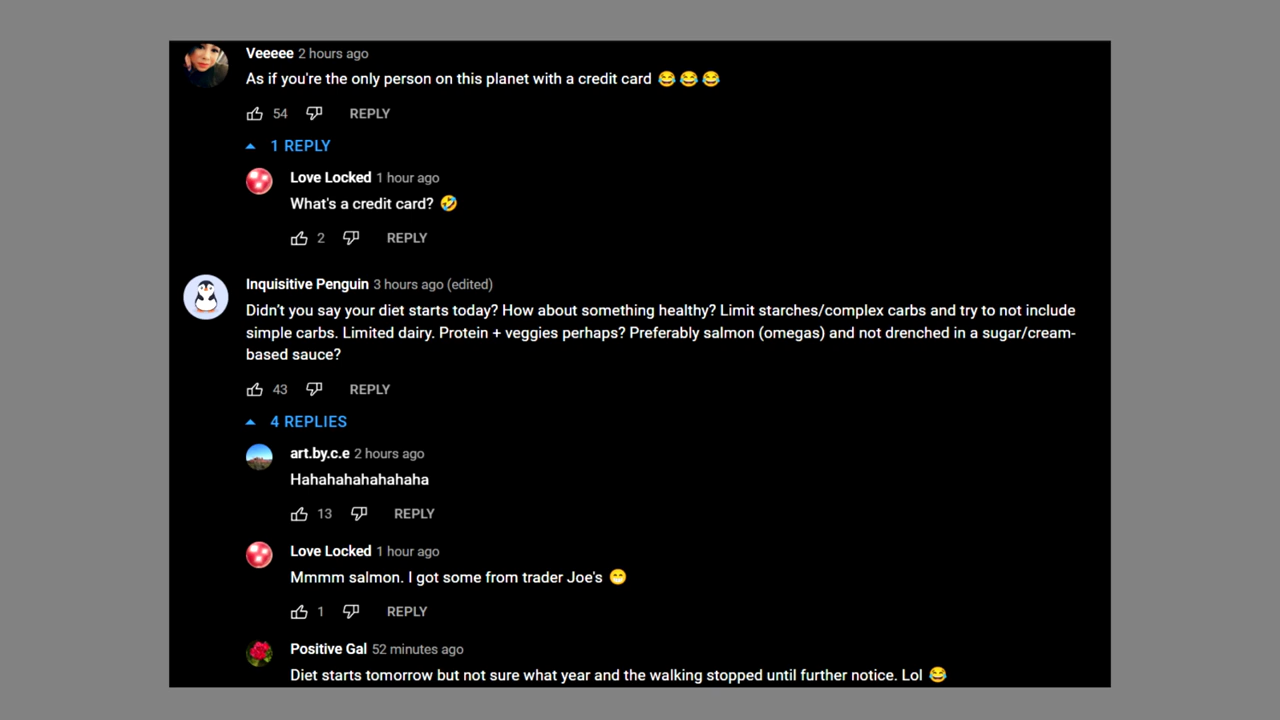 Veeeee 2 hours ago
As if you're the only person on this planet with a credit card 😂 😂 😂
54 REPLY
1 REPLY
Love Locked 1 hour ago
What's a credit card? 🤣
2 REPLY
Inquisitive Penguin 3 hours ago (edited)
Didn't you say your diet starts today? How about something healthy? Limit starches/complex carbs and try to not include
simple carbs. Limited dairy. Protein + veggies perhaps? Preferably salmon (omegas) and not drenched in a sugar/cream-
based sauce?
43 REPLY
4 REPLIES
art.by.c.e 2 hours ago
Hahahahahahahaha
13 REPLY
Love Locked 1 hour ago
Mmmm salmon. I got some from trader Joe's 😁
1 REPLY
Positive Gal 52 minutes ago
Diet starts tomorrow but not sure what year and the walking stopped until further notice. Lol 😂